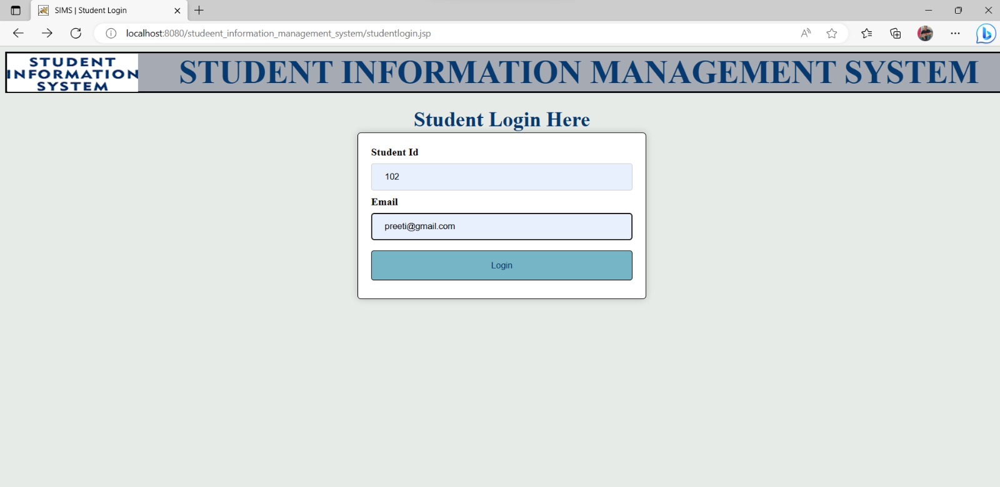 SIMS | Student Login
localhost:8080/studeent_information_management_system/studentlogin.jsp
STUDENT
INFORMATION
SYSTEM
STUDENT INFORMATION MANAGEMENT SYSTEM
Student Login Here
Student Id
102
Email
preeti@gmail.com
Login